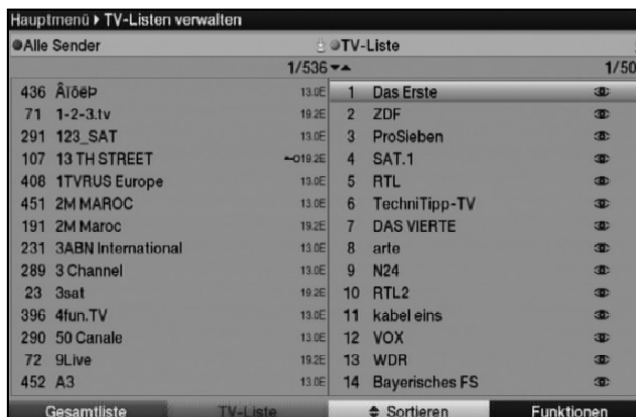 Hauptmenü ▸ TV-Listen verwalten
Alle Sender
1/536
436 Âľőëþ 13.0E
71 1-2-3.tv 19.2E
291 123_SAT 13.0E
107 13 TH STREET 19.2E
408 1TVRUS Europe 13.0E
451 2M MAROC 13.0E
191 2M Maroc 19.2E
231 3ABN International 13.0E
289 3 Channel 13.0E
23 3sat 19.2E
396 4fun.TV 13.0E
290 50 Canale 13.0E
72 9Live 19.2E
452 A3 13.0E
TV-Liste
1/50
1 Das Erste
2 ZDF
3 ProSieben
4 SAT.1
5 RTL
6 TechniTipp-TV
7 DAS VIERTE
8 arte
9 N24
10 RTL2
11 kabel eins
12 VOX
13 WDR
14 Bayerisches FS
Gesamtliste TV-Liste Sortieren Funktionen